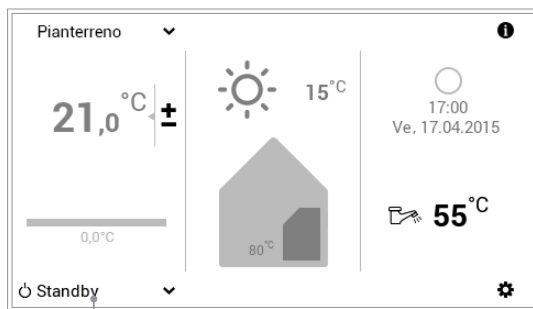 Pianterreno
21,0 °C ±
0,0°C
15°C
80°C
17:00
Ve, 17.04.2015
55°C
Standby